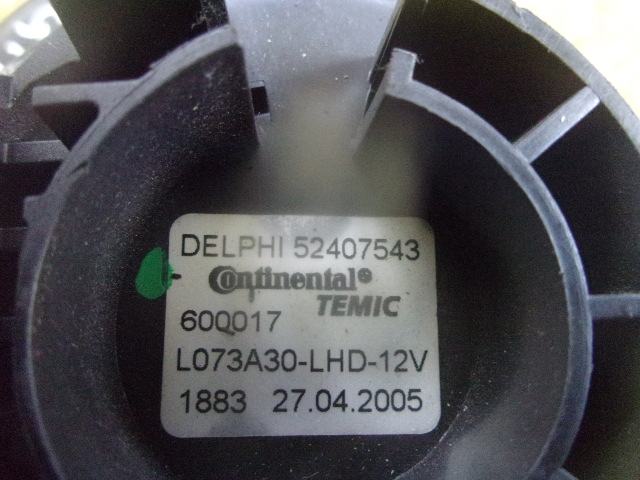 DELPHI 52407543
Continental®
TEMIC
600017
L073A30-LHD-12V
1883 27.04.2005